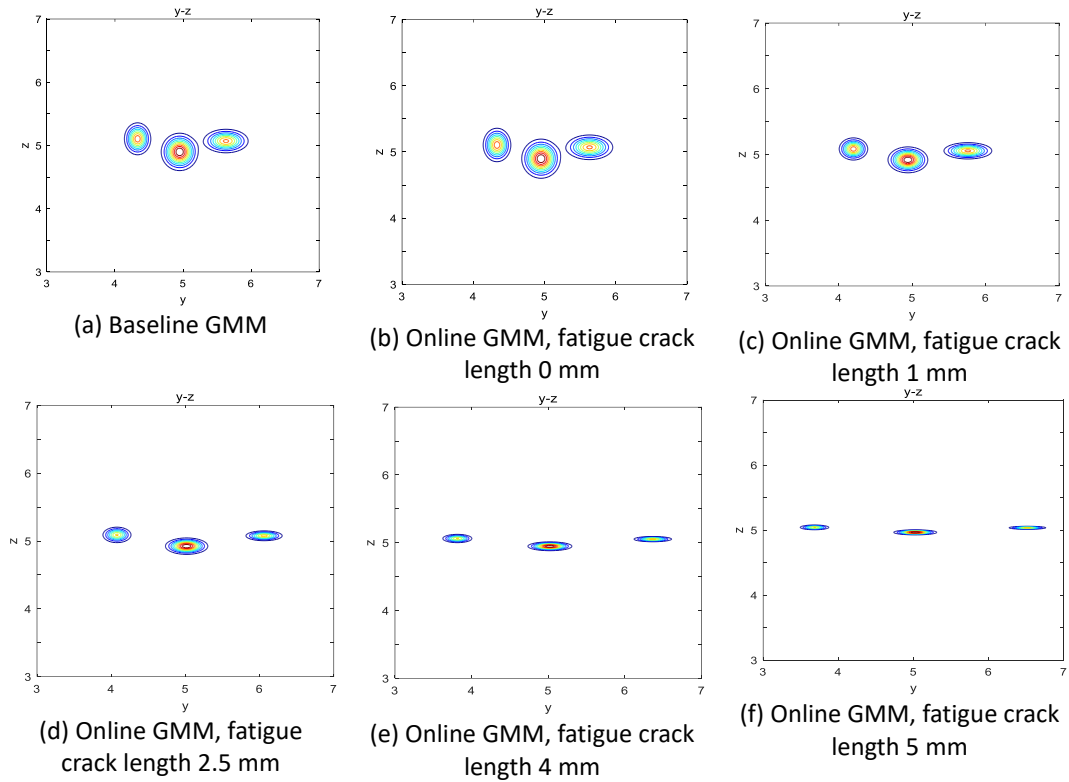 y-z
7
6
5
4
3
z
3 4 5 6 7
y
(a) Baseline GMM
y-z
7
6
5
4
3
z
3 4 5 6 7
y
(b) Online GMM, fatigue crack
length 0 mm
y-z
7
6
5
4
3
z
3 4 5 6 7
y
(c) Online GMM, fatigue crack
length 1 mm
y-z
7
6
5
4
3
z
3 4 5 6 7
y
(d) Online GMM, fatigue
crack length 2.5 mm
y-z
7
6
5
4
3
z
3 4 5 6 7
y
(e) Online GMM, fatigue crack
length 4 mm
y-z
7
6
5
4
3
z
3 4 5 6 7
y
(f) Online GMM, fatigue crack
length 5 mm